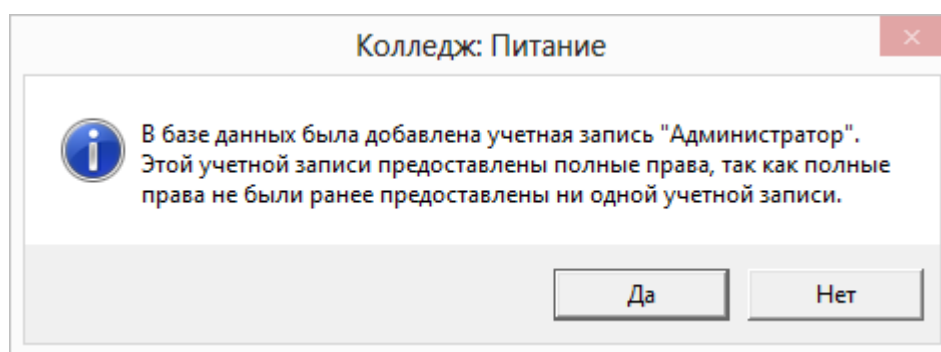 Колледж: Питание
В базе данных была добавлена учетная запись "Администратор".
Этой учетной записи предоставлены полные права, так как полные
права не были ранее предоставлены ни одной учетной записи.
Да
Нет